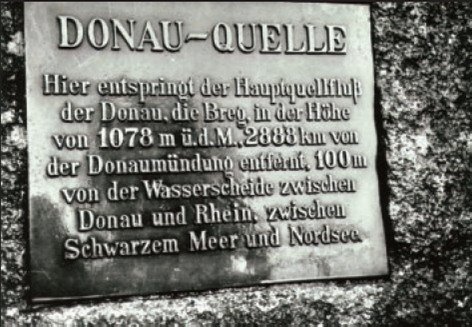 DONAU-QUELLE
Hier entspringt der Hauptquellfluß
der Donau, die Breg, in der Höhe
von 1078 m ü.d.M., 2888 km von
der Donaumündung entfernt, 100 m
von der Wasserscheide zwischen
Donau und Rhein, zwischen
Schwarzem Meer und Nordsee.